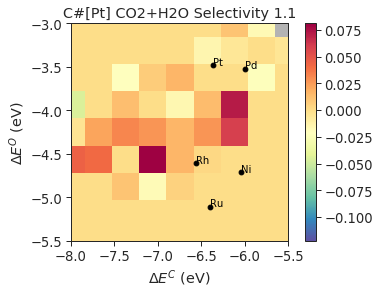 C#[Pt] CO2+H2O Selectivity 1.1
ΔE^O (eV)
−3.0
−3.5
−4.0
−4.5
−5.0
−5.5
Pt
Pd
Rh
Ni
Ru
−8.0 −7.5 −7.0 −6.5 −6.0 −5.5
ΔE^C (eV)
0.075
0.050
0.025
0.000
−0.025
−0.050
−0.075
−0.100